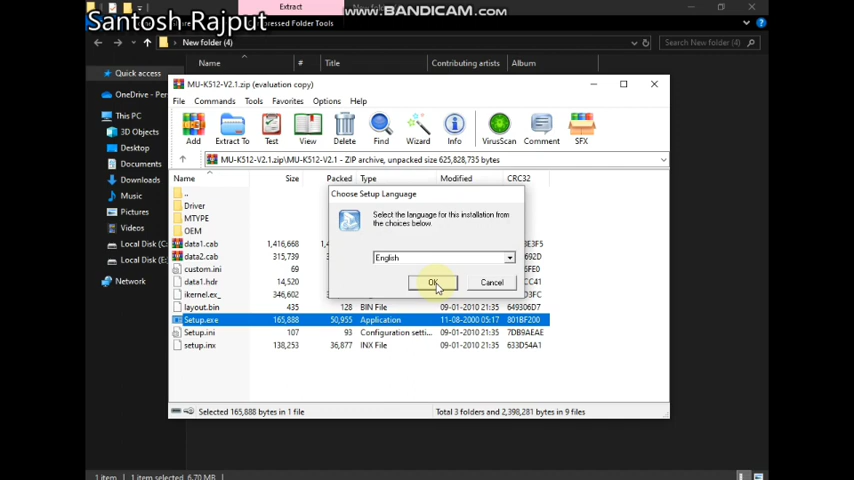 Extract
www.BANDICAM.com
Santosh Rajput
Compressed Folder Tools
New folder (4)
Search New folder (4)
Name
#
Title
Contributing artists
Album
Quick access
OneDrive - Per
This PC
3D Objects
Desktop
Documents
Downloads
Music
Pictures
Videos
Local Disk (C:
Local Disk (E:)
Network
MU-K512-V2.1.zip (evaluation copy)
File Commands Tools Favorites Options Help
Add Extract To Test View Delete Find Wizard Info VirusScan Comment SFX
MU-K512-V2.1.zip\MU-K512-V2.1 - ZIP archive, unpacked size 625,828,735 bytes
Name Size Packed Type Modified CRC32
..
Driver
MTYPE
OEM
data1.cab 1,416,668
data2.cab 315,739
custom.ini 69
data1.hdr 14,520
ikernel.ex_ 346,602
layout.bin 435 128 BIN File 09-01-2010 21:35 649306D7
Setup.exe 165,888 50,955 Application 11-08-2000 05:17 801BF200
Setup.ini 107 93 Configuration setti... 09-01-2010 21:35 7DB9AEAE
setup.inx 138,253 36,877 INX File 09-01-2010 21:35 633D54A1
Choose Setup Language
Select the language for this installation from
the choices below.
English
OK
Cancel
Selected 165,888 bytes in 1 file
Total 3 folders and 2,398,281 bytes in 9 files
1 item 1 item selected 6.70 MB